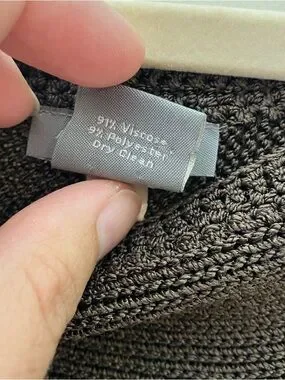 91% Viscose
9% Polyester
Dry Clean